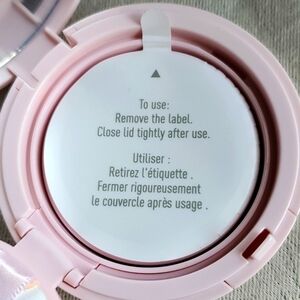 To use:
Remove the label.
Close lid tightly after use.
Utiliser :
Retirez l'étiquette .
Fermer rigoureusement
le couvercle après usage .